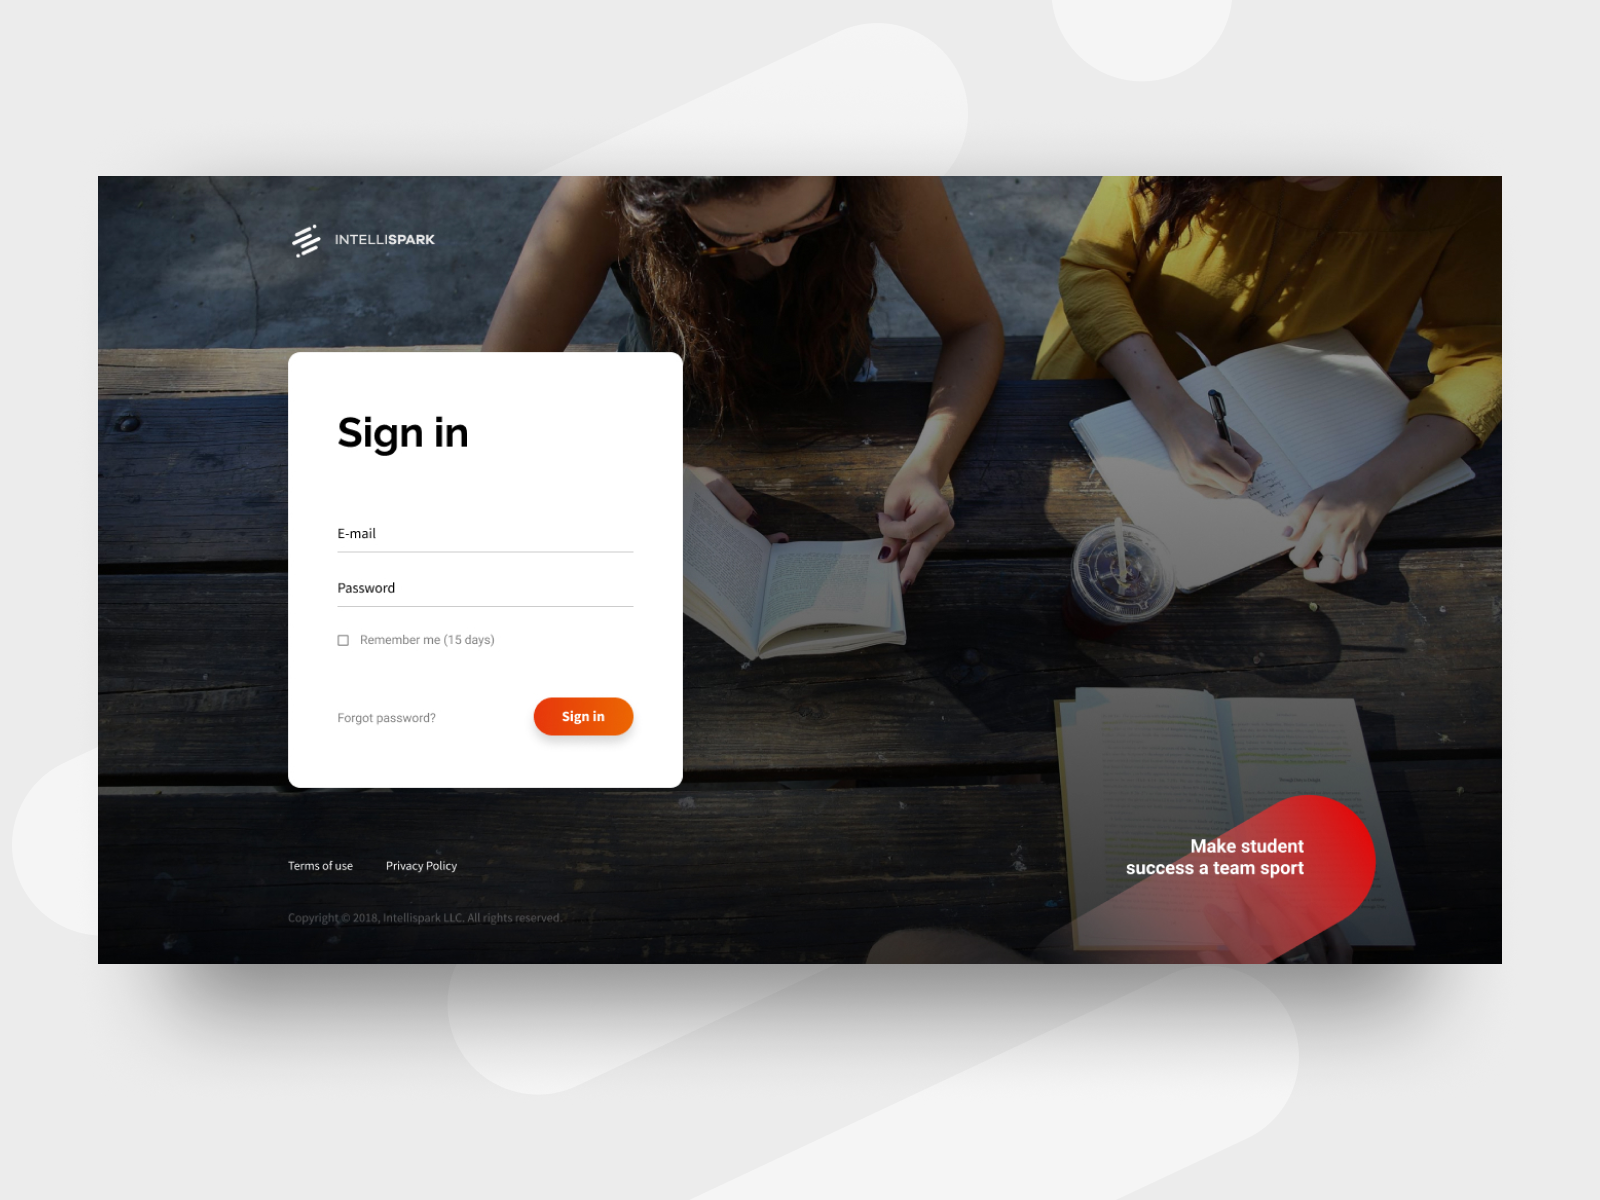 INTELLISPARK
Sign in
E-mail
Password
Remember me (15 days)
Forgot password?
Sign in
Terms of use
Privacy Policy
Copyright © 2018, Intellispark LLC. All rights reserved.
Make student
success a team sport